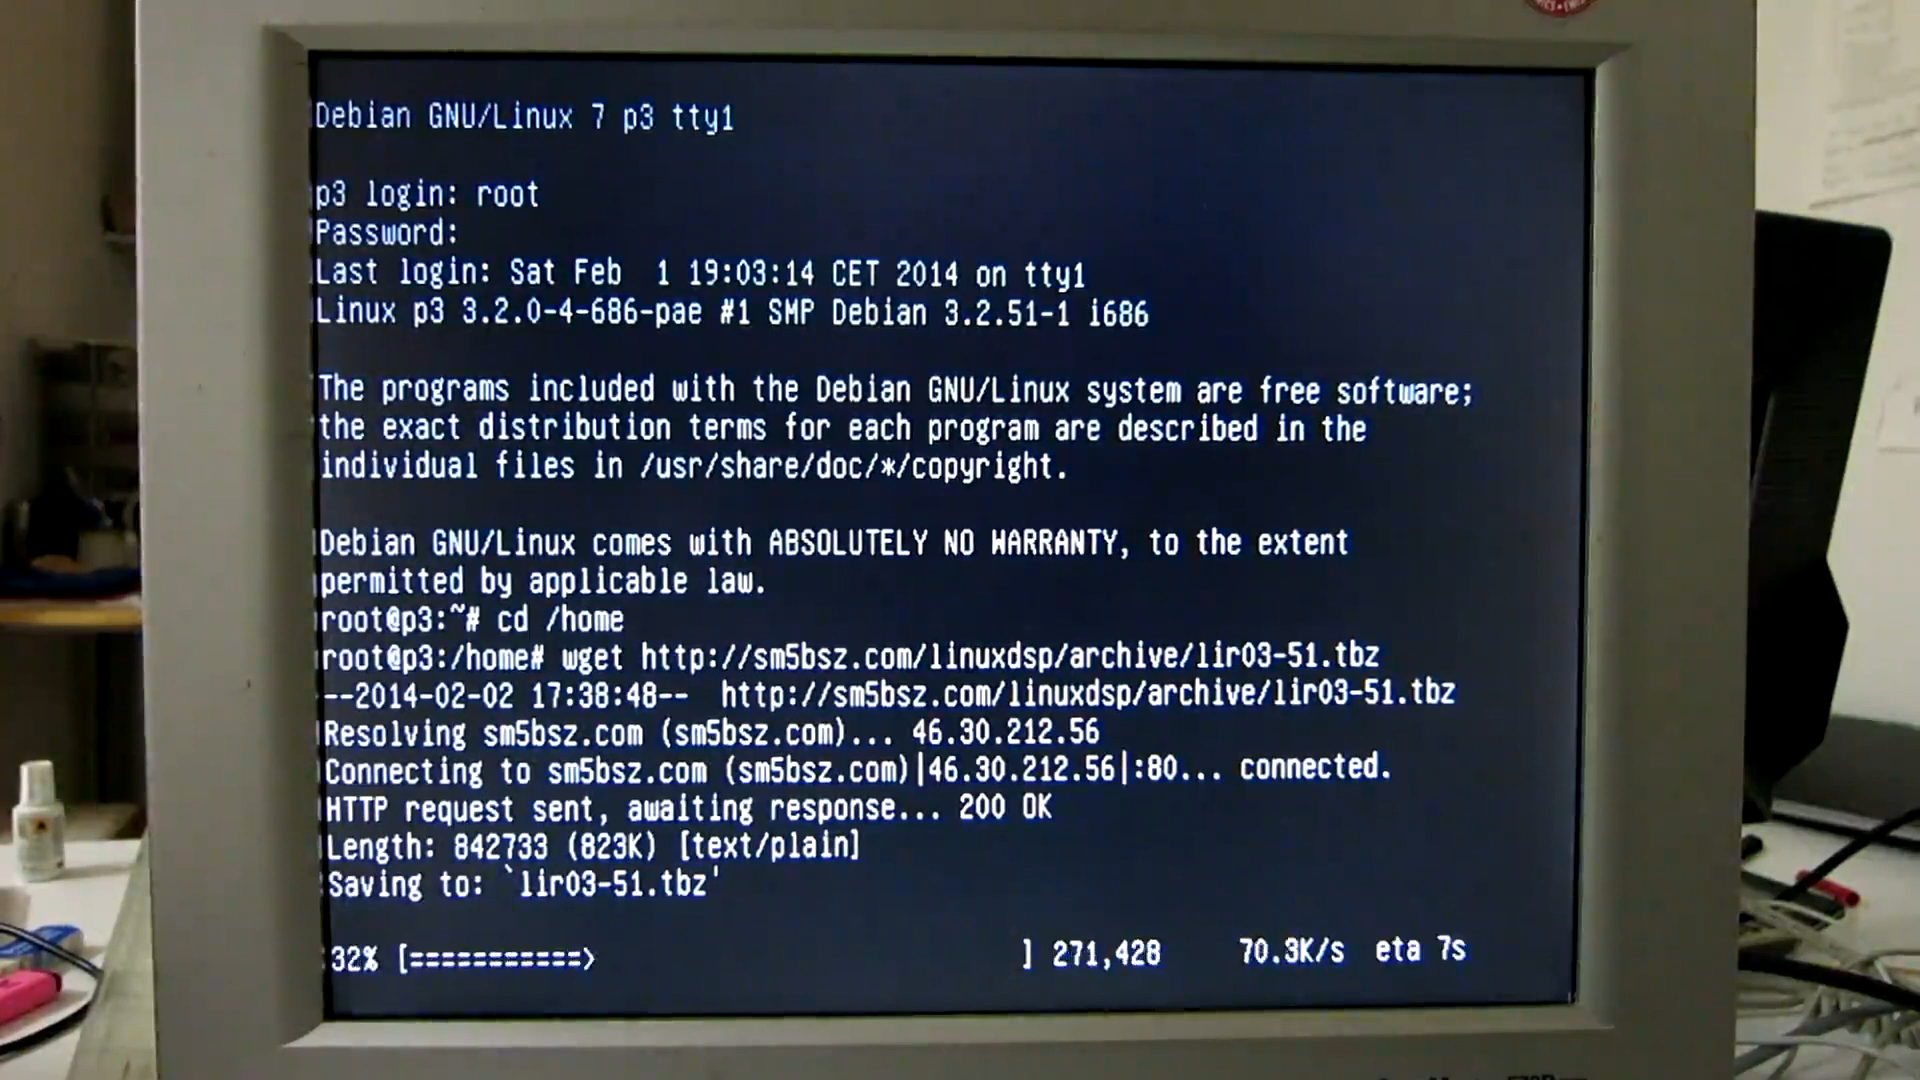 Debian GNU/Linux 7 p3 tty1
p3 login: root
Password:
Last login: Sat Feb  1 19:03:14 CET 2014 on tty1
Linux p3 3.2.0-4-686-pae #1 SMP Debian 3.2.51-1 i686
The programs included with the Debian GNU/Linux system are free software;
the exact distribution terms for each program are described in the
individual files in /usr/share/doc/*/copyright.
Debian GNU/Linux comes with ABSOLUTELY NO WARRANTY, to the extent
permitted by applicable law.
root@p3:~# cd /home
root@p3:/home# wget http://sm5bsz.com/linuxdsp/archive/lir03-51.tbz
--2014-02-02 17:38:48--  http://sm5bsz.com/linuxdsp/archive/lir03-51.tbz
Resolving sm5bsz.com (sm5bsz.com)... 46.30.212.56
Connecting to sm5bsz.com (sm5bsz.com)|46.30.212.56|:80... connected.
HTTP request sent, awaiting response... 200 OK
Length: 842733 (823K) [text/plain]
Saving to: `lir03-51.tbz'
32% [===========>                           ] 271,428     70.3K/s  eta 7s